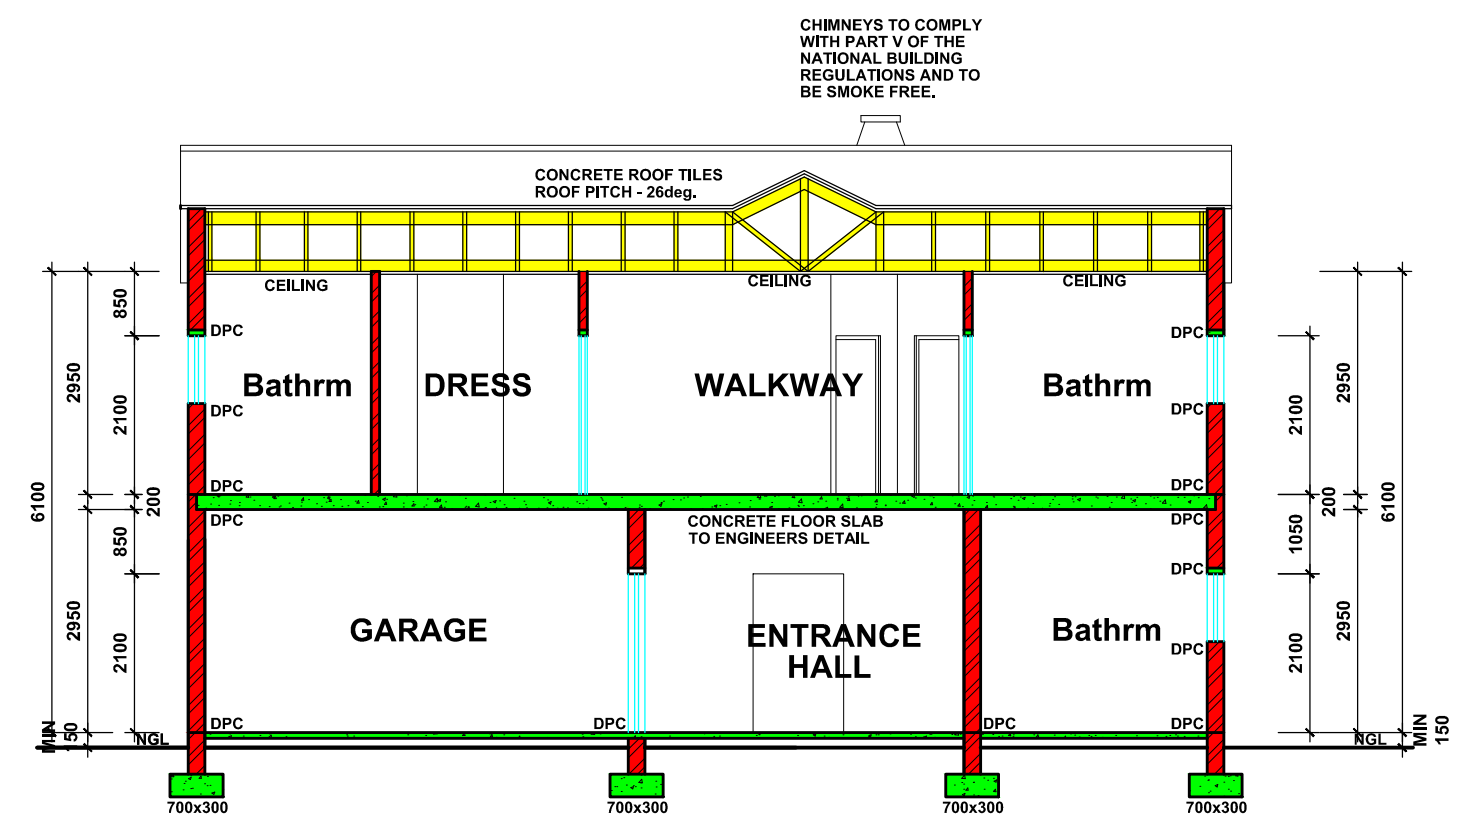 CHIMNEYS TO COMPLY
WITH PART V OF THE
NATIONAL BUILDING
REGULATIONS AND TO
BE SMOKE FREE.
CONCRETE ROOF TILES
ROOF PITCH - 26deg.
CEILING
CEILING
CEILING
850
DPC
DPC
2950
2100
Bathrm
DRESS
WALKWAY
Bathrm
2100
2950
DPC
DPC
DPC
DPC
6100
200
200
6100
DPC
CONCRETE FLOOR SLAB
TO ENGINEERS DETAIL
DPC
850
1050
DPC
2950
2100
GARAGE
ENTRANCE
HALL
Bathrm
2100
2950
DPC
DPC
DPC
DPC
DPC
MIN
150
NGL
NGL
MIN
150
700x300
700x300
700x300
700x300